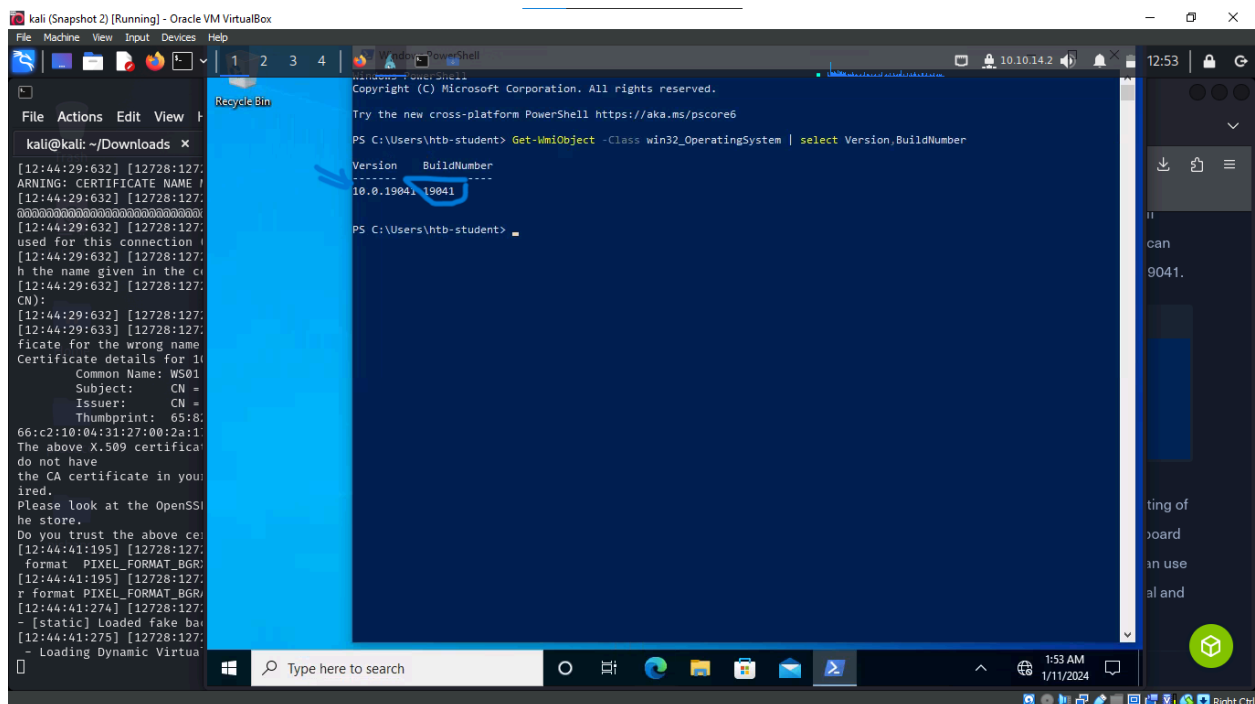 kali (Snapshot 2) [Running] - Oracle VM VirtualBox
File Machine View Input Devices Help
1 2 3 4
10.10.14.2
12:53
File Actions Edit View
kali@kali: ~/Downloads ×
[12:44:29:632] [12728:127
ARNING: CERTIFICATE NAME
[12:44:29:632] [12728:127
@@@@@@@@@@@@@@@@@@@@@@@@@@
[12:44:29:632] [12728:127
used for this connection
[12:44:29:632] [12728:127
h the name given in the
[12:44:29:632] [12728:127
CN):
[12:44:29:632] [12728:127
[12:44:29:633] [12728:127
ficate for the wrong name
Certificate details for 10
Common Name: WS01
Subject: CN =
Issuer: CN =
Thumbprint: 65:8
66:c2:10:04:31:27:00:2a:1
The above X.509 certifica
do not have
the CA certificate in you
ired.
Please look at the OpenSS
he store.
Do you trust the above ce
[12:44:41:195] [12728:127
format PIXEL_FORMAT_BGR
[12:44:41:195] [12728:127
r format PIXEL_FORMAT_BGR
[12:44:41:274] [12728:127
- [static] Loaded fake ba
[12:44:41:275] [12728:127
- Loading Dynamic Virtua
Recycle Bin
Windows PowerShell
Windows PowerShell
Copyright (C) Microsoft Corporation. All rights reserved.
Try the new cross-platform PowerShell https://aka.ms/pscore6
PS C:\Users\htb-student> Get-WmiObject -Class win32_OperatingSystem | select Version,BuildNumber
Version BuildNumber
------- -----------
10.0.19041 19041
PS C:\Users\htb-student>
can
9041.
ting of
board
an use
al and
Type here to search
1:53 AM
1/11/2024
Right Ctrl